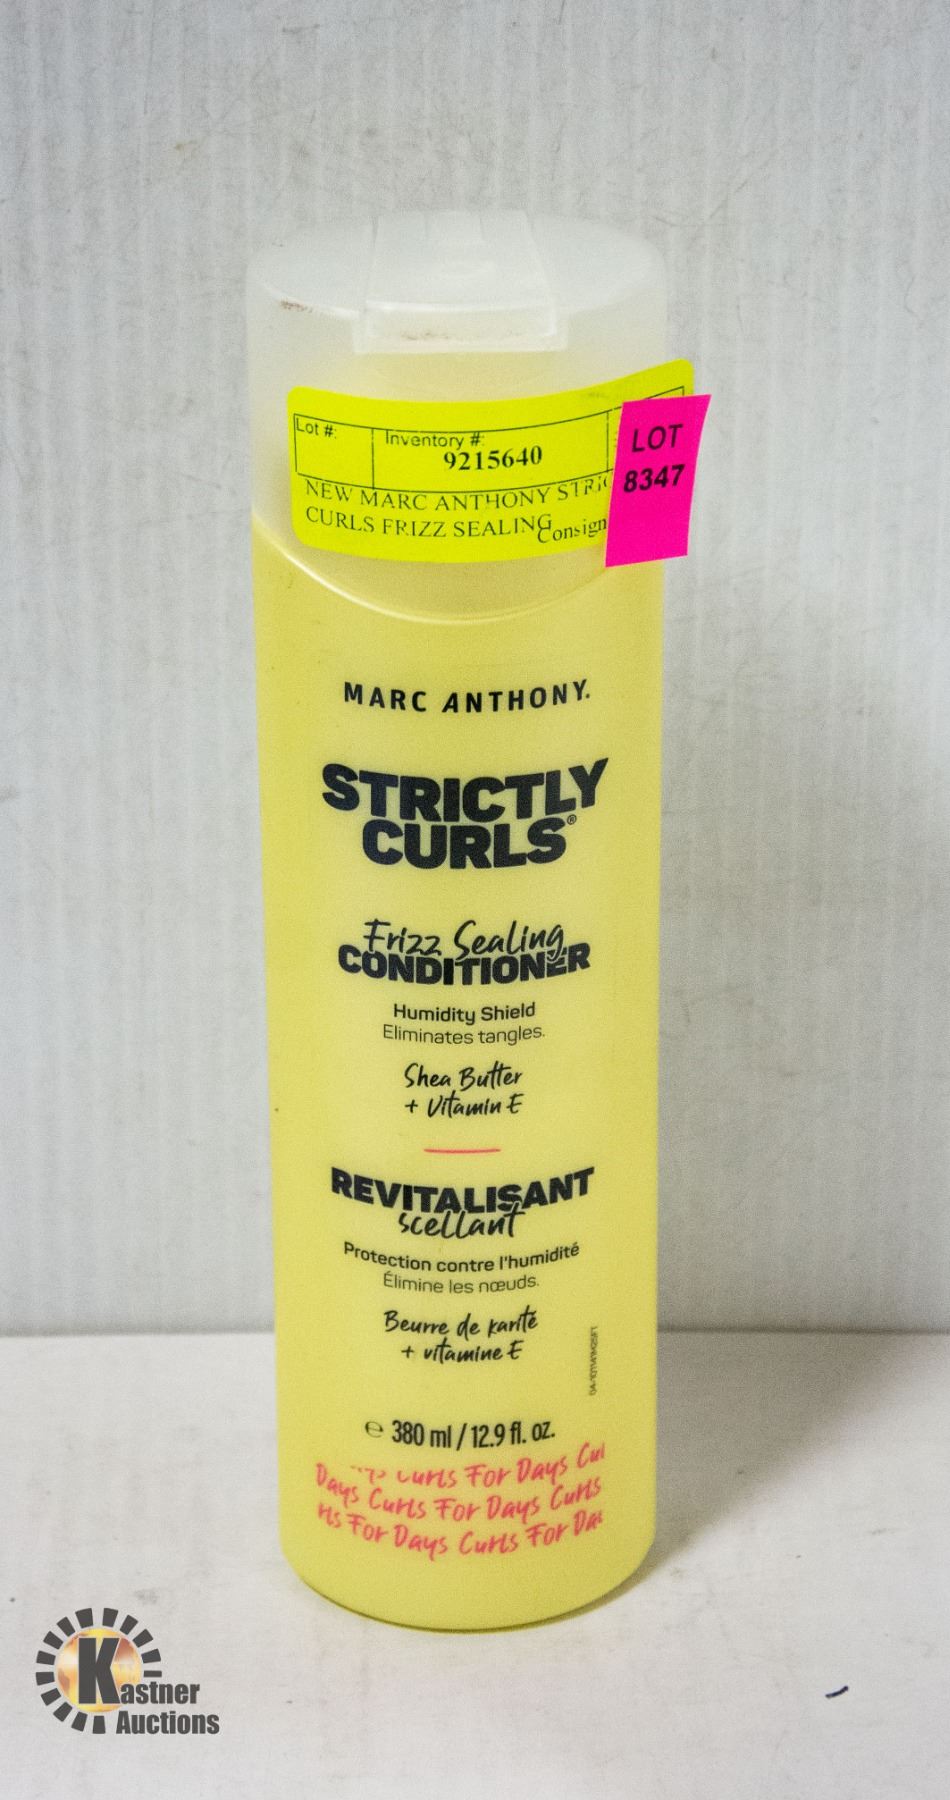 Lot #:
Inventory #:
9215640
NEW MARC ANTHONY STRIC
CURLS FRIZZ SEALING
Consign
LOT
8347
MARC ANTHONY.
STRICTLY
CURLS®
Frizz Sealing
CONDITIONER
Humidity Shield
Eliminates tangles.
Shea Butter
+ Vitamin E
REVITALISANT
scellant
Protection contre l'humidité
Élimine les nœuds.
Beurre de karité
+ vitamine E
℮ 380 ml / 12.9 fl. oz.
Curls For Days Cul
Days Curls For Days Curls
rls For Days Curls For Da
Kastner
Auctions